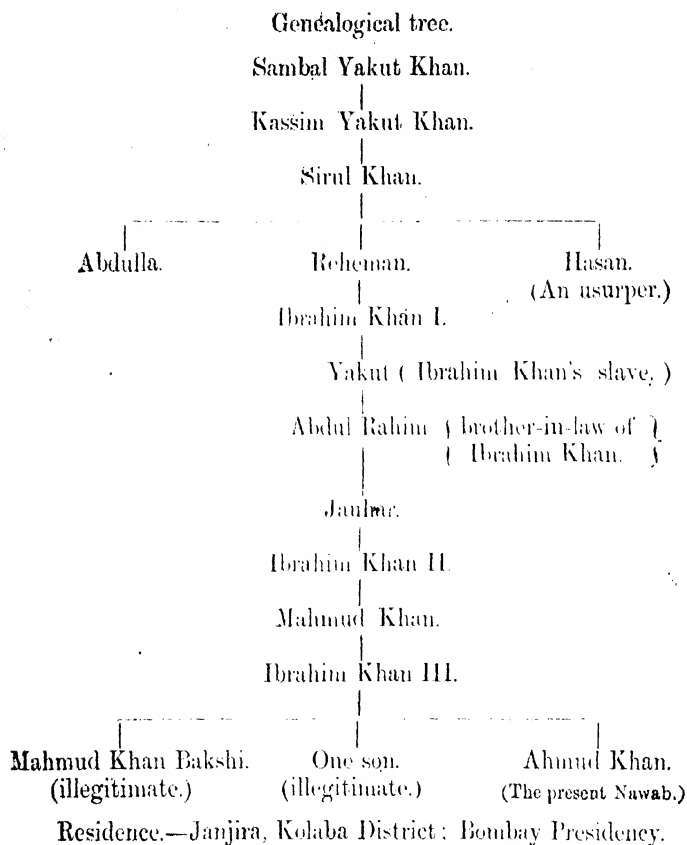 Genéalogical tree.
Sambal Yakut Khan.
Kassim Yakut Khan.
Sirul Khan.
Abdulla. Reheman. Hasan.
(An usurper.)
Ibrahim Khán I.
Yakut ( Ibrahim Khan's slave, )
Abdul Rahim { brother-in-law of }
{ Ibrahim Khan. }
Jauhar.
Ibrahim Khan II.
Mahmud Khan.
Ibrahim Khan III.
Mahmud Khan Bakshi. One son. Ahmud Khan.
(illegitimate.) (illegitimate.) (The present Nawab.)
Residence.—Janjira, Kolaba District: Bombay Presidency.